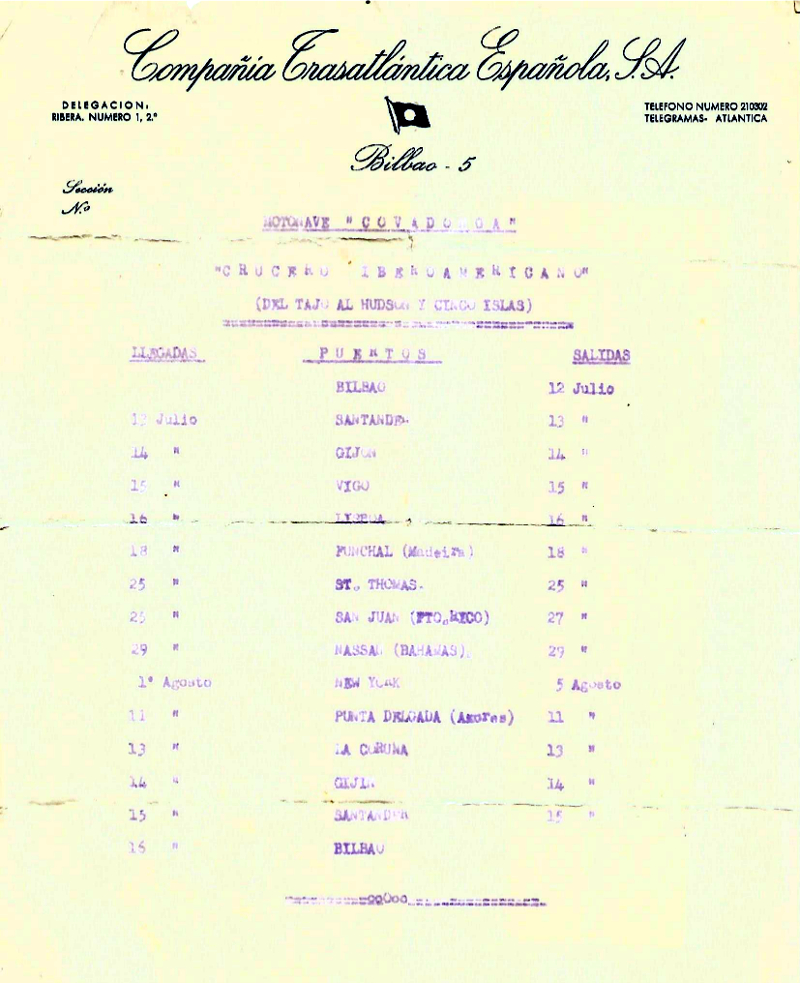 Compañía Trasatlántica Española, S.A.
DELEGACION:
RIBERA. NUMERO 1, 2.º
TELEFONO NUMERO 210302
TELEGRAMAS- ATLANTICA
Bilbao - 5
Sección
N.º
MOTONAVE "COVADONGA"
"CRUCERO IBEROAMERICANO"
(DEL TAJO AL HUDSON Y CINCO ISLAS)
LLEGADAS PUERTOS SALIDAS
BILBAO 12 Julio
Julio SANTANDER 13 "
14 " GIJON 14 "
15 " VIGO 15 "
16 " LISBOA 16 "
18 " FUNCHAL (Madeira) 18 "
25 " ST. THOMAS. 25 "
25 " SAN JUAN (PTO.RICO) 27 "
29 " NASSAU (BAHAMAS). 29 "
1º Agosto NEW YORK 5 Agosto
11 " PUNTA DELGADA (Azores) 11 "
13 " LA CORUÑA 13 "
14 " GIJON 14 "
15 " SANTANDER 15 "
16 " BILBAO
ooOoo